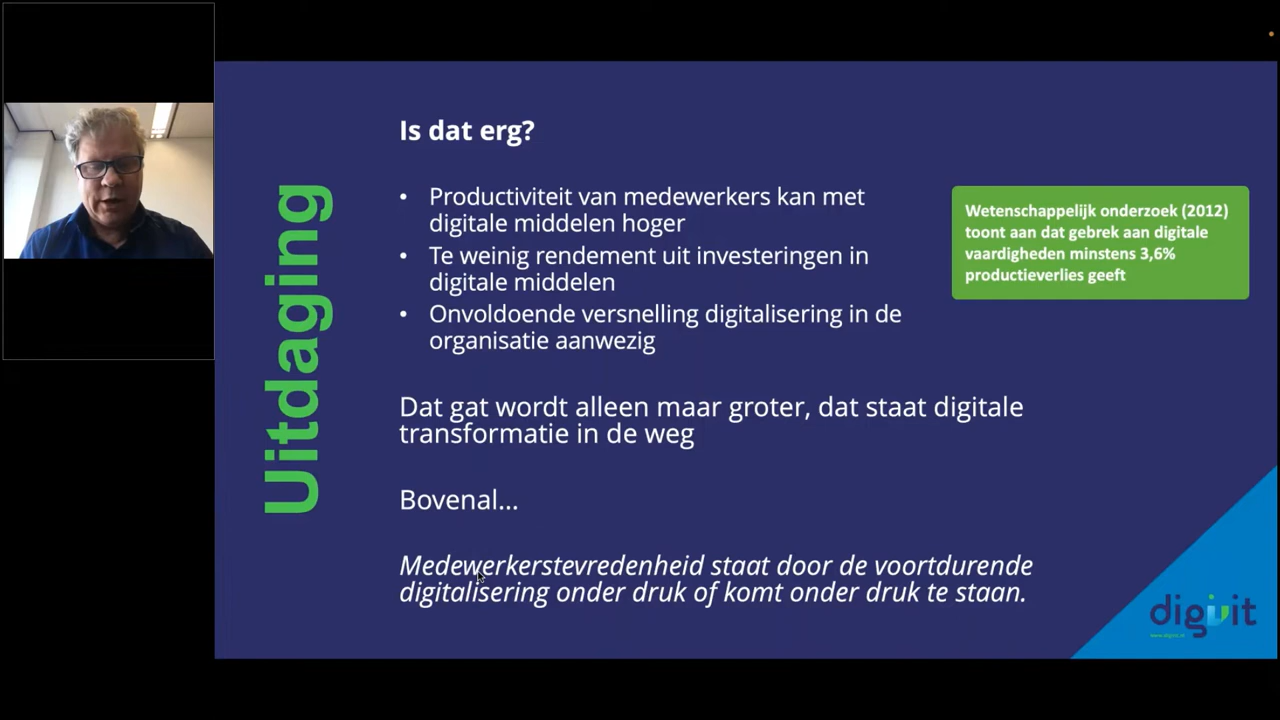 Uitdaging
Is dat erg?
• Productiviteit van medewerkers kan met
digitale middelen hoger
• Te weinig rendement uit investeringen in
digitale middelen
• Onvoldoende versnelling digitalisering in de
organisatie aanwezig
Wetenschappelijk onderzoek (2012)
toont aan dat gebrek aan digitale
vaardigheden minstens 3,6%
productieverlies geeft
Dat gat wordt alleen maar groter, dat staat digitale
transformatie in de weg
Bovenal...
Medewerkerstevredenheid staat door de voortdurende
digitalisering onder druk of komt onder druk te staan.
digivit